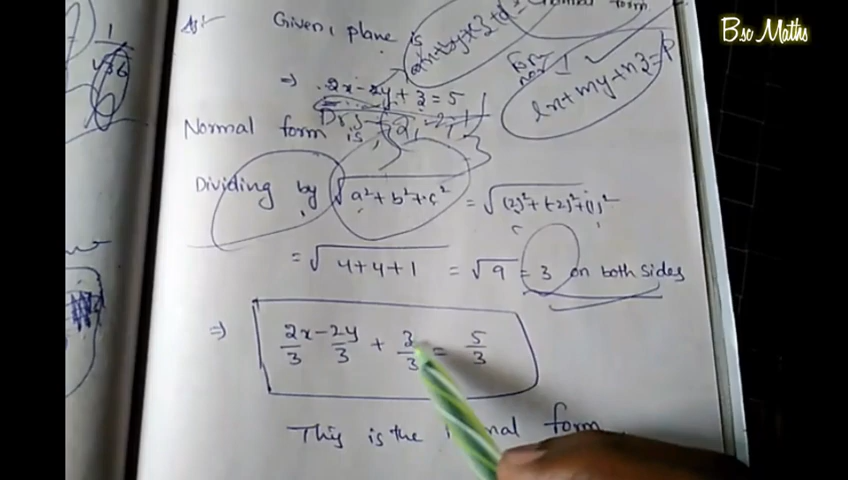 Bsc Maths
Given, plane is
⇒ 2x - 2y + z = 5
Normal form is
lx + my + nz = P
Dividing by √a² + b² + c² = √(2)² + (-2)² + (1)²
= √4 + 4 + 1 = √9 = 3 on both sides
⇒ 2x/3 - 2y/3 + z/3 = 5/3
This is the form